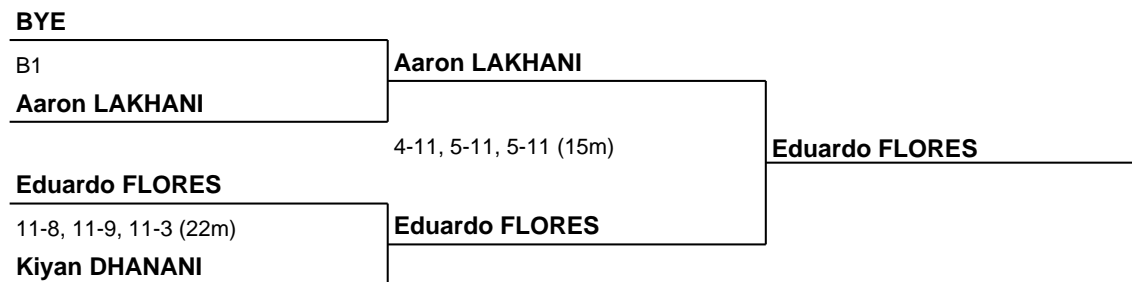 BYE
B1
Aaron LAKHANI
Aaron LAKHANI
4-11, 5-11, 5-11 (15m)
Eduardo FLORES
Eduardo FLORES
11-8, 11-9, 11-3 (22m)
Eduardo FLORES
Kiyan DHANANI